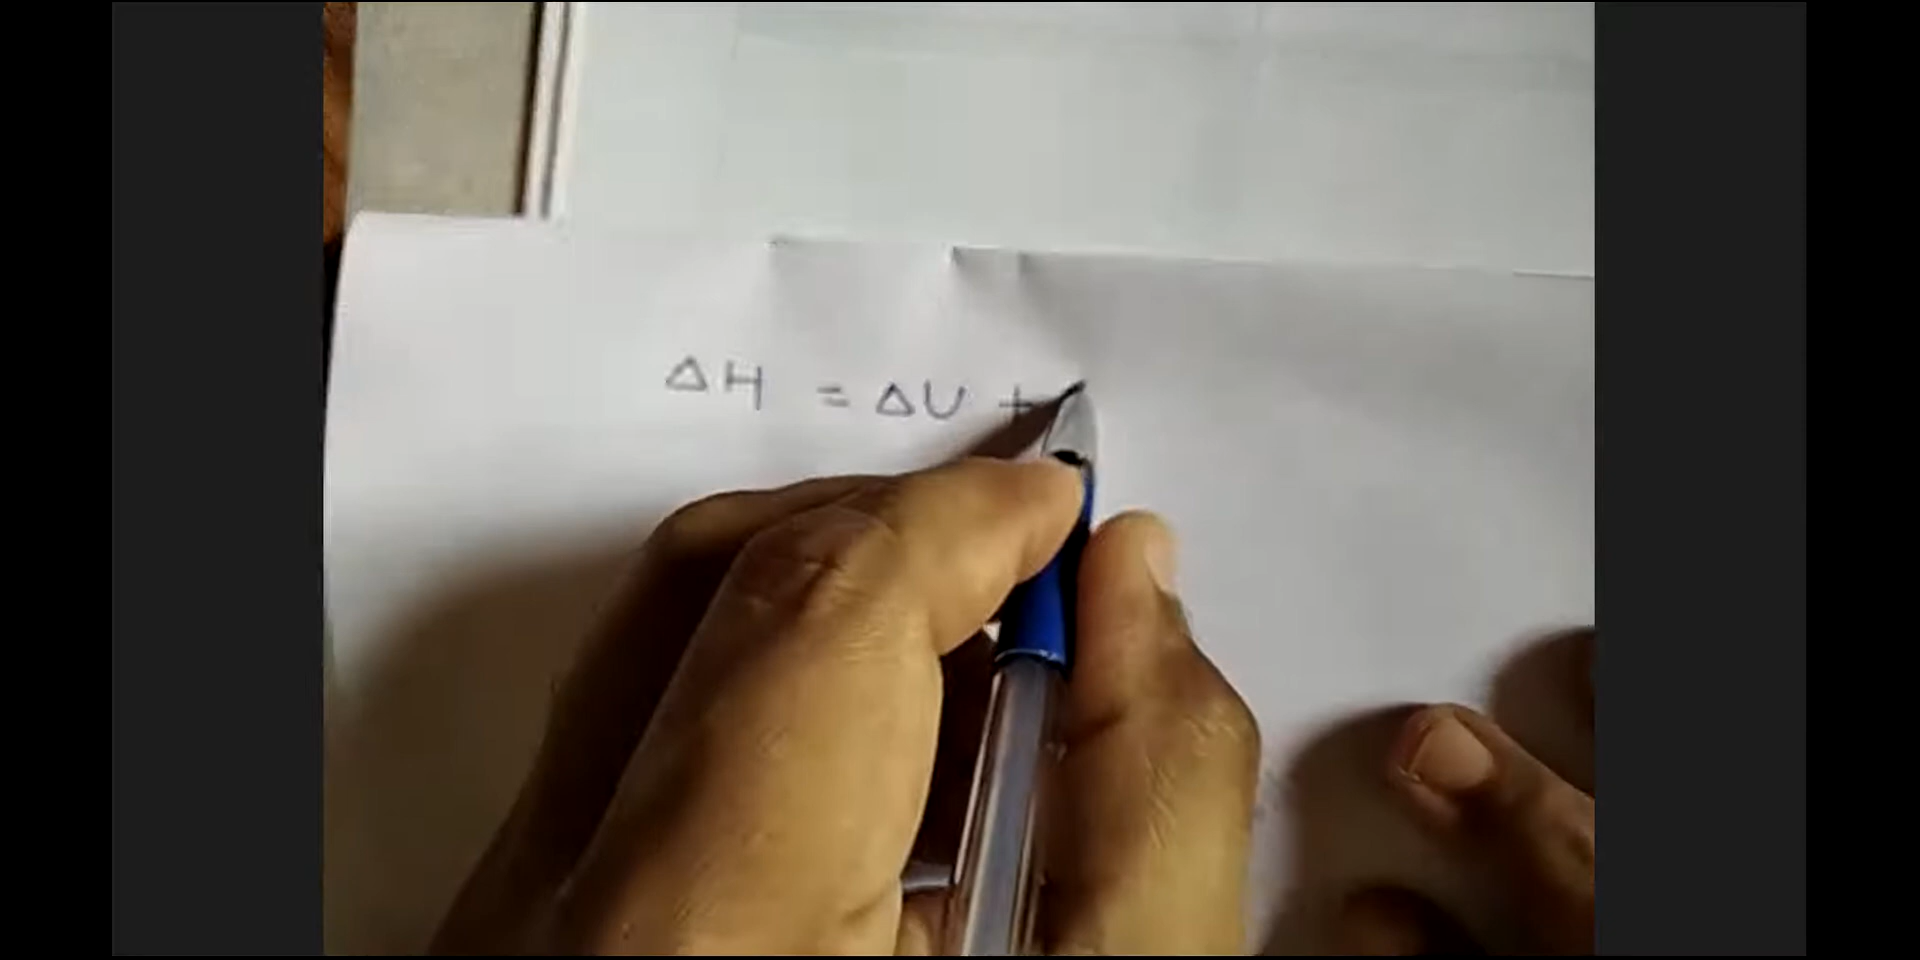 ΔH = ΔU +